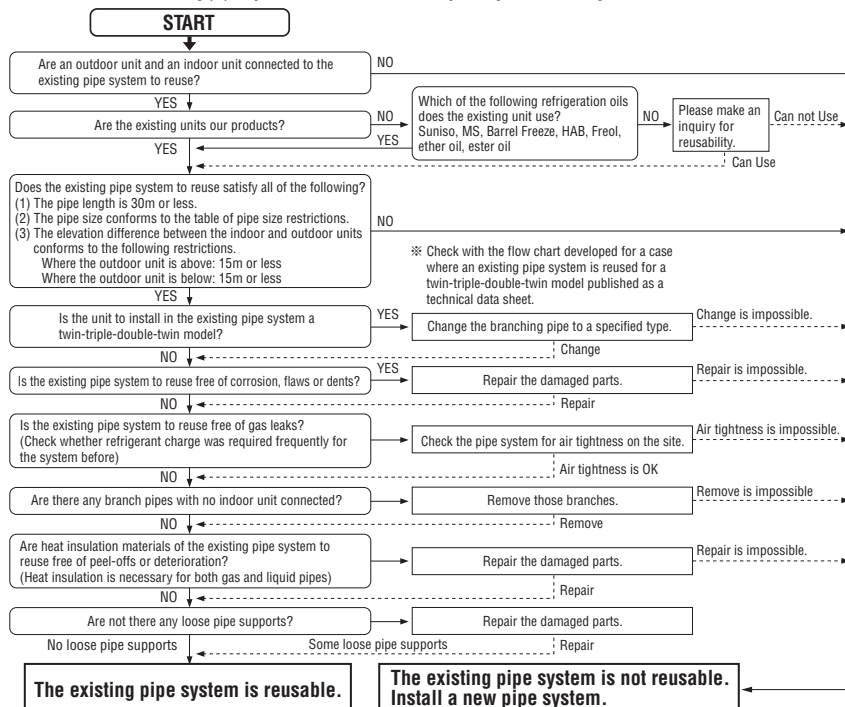 START
Are an outdoor unit and an indoor unit connected to the
existing pipe system to reuse?
NO
YES
Are the existing units our products?
NO
YES
Which of the following refrigeration oils
does the existing unit use?
Suniso, MS, Barrel Freeze, HAB, Freol,
ether oil, ester oil
NO
Please make an
inquiry for
reusability.
Can not Use
YES
Can Use
Does the existing pipe system to reuse satisfy all of the following?
(1) The pipe length is 30m or less.
(2) The pipe size conforms to the table of pipe size restrictions.
(3) The elevation difference between the indoor and outdoor units
conforms to the following restrictions.
Where the outdoor unit is above: 15m or less
Where the outdoor unit is below: 15m or less
NO
※ Check with the flow chart developed for a case
where an existing pipe system is reused for a
twin-triple-double-twin model published as a
technical data sheet.
YES
Is the unit to install in the existing pipe system a
twin-triple-double-twin model?
YES
Change the branching pipe to a specified type.
Change is impossible.
NO
Change
Is the existing pipe system to reuse free of corrosion, flaws or dents?
YES
Repair the damaged parts.
Repair is impossible.
NO
Repair
Is the existing pipe system to reuse free of gas leaks?
(Check whether refrigerant charge was required frequently for
the system before)
Check the pipe system for air tightness on the site.
Air tightness is impossible.
NO
Air tightness is OK
Are there any branch pipes with no indoor unit connected?
Remove those branches.
Remove is impossible
NO
Remove
Are heat insulation materials of the existing pipe system to
reuse free of peel-offs or deterioration?
(Heat insulation is necessary for both gas and liquid pipes)
Repair the damaged parts.
Repair is impossible.
NO
Repair
Are not there any loose pipe supports?
Repair the damaged parts.
No loose pipe supports
Some loose pipe supports
Repair
The existing pipe system is reusable.
The existing pipe system is not reusable.
Install a new pipe system.